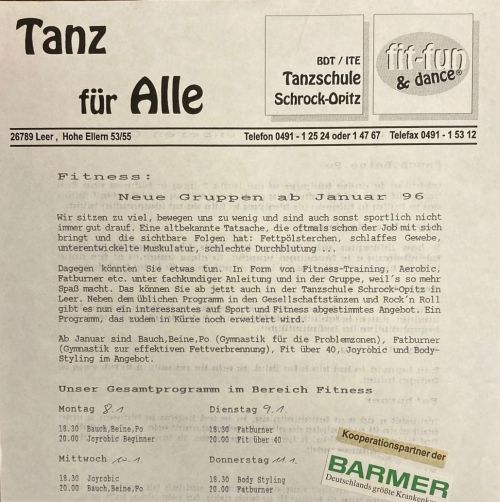 Tanz
für Alle
BDT / ITE
Tanzschule
Schrock-Opitz
fit-fun
& dance®
26789 Leer , Hohe Ellern 53/55 Telefon 0491 - 1 25 24 oder 1 47 67 Telefax 0491 - 1 53 12
Fitness:
Neue Gruppen ab Januar 96
Wir sitzen zu viel, bewegen uns zu wenig und sind auch sonst sportlich nicht
immer gut drauf. Eine altbekannte Tatsache, die oftmals schon der Job mit sich
bringt und die sichtbare Folgen hat: Fettpölsterchen, schlaffes Gewebe,
unterentwickelte Muskulatur, schlechte Durchblutung ...
Dagegen könnten Sie etwas tun. In Form von Fitness-Training, Aerobic,
Fatburner etc. unter fachkundiger Anleitung und in der Gruppe, weil's so mehr
Spaß macht. Das können Sie ab jetzt auch in der Tanzschule Schrock-Opitz in
Leer. Neben dem üblichen Programm in den Gesellschaftstänzen und Rock'n Roll
gibt es nun ein interessantes auf Sport und Fitness abgestimmtes Angebot. Ein
Programm, das zudem in Kürze noch erweitert wird.
Ab Januar sind Bauch,Beine,Po (Gymnastik für die Problemzonen), Fatburner
(Gymnastik zur effektiven Fettverbrennung), Fit über 40, Joyrobic und Body-
Styling im Angebot.
Unser Gesamtprogramm im Bereich Fitness
Montag 8.1 Dienstag 9.1
18.30 Bauch,Beine,Po 18.30 Fatburner
20.00 Joyrobic Beginner 20.00 Fit über 40
Mittwoch 10.1 Donnerstag 11.1
18.30 Joyrobic 18.30 Body Styling
20.00 Bauch,Beine,Po 20.00 Fatburner
Kooperationspartner der
BARMER
Deutschlands größte Krankenk